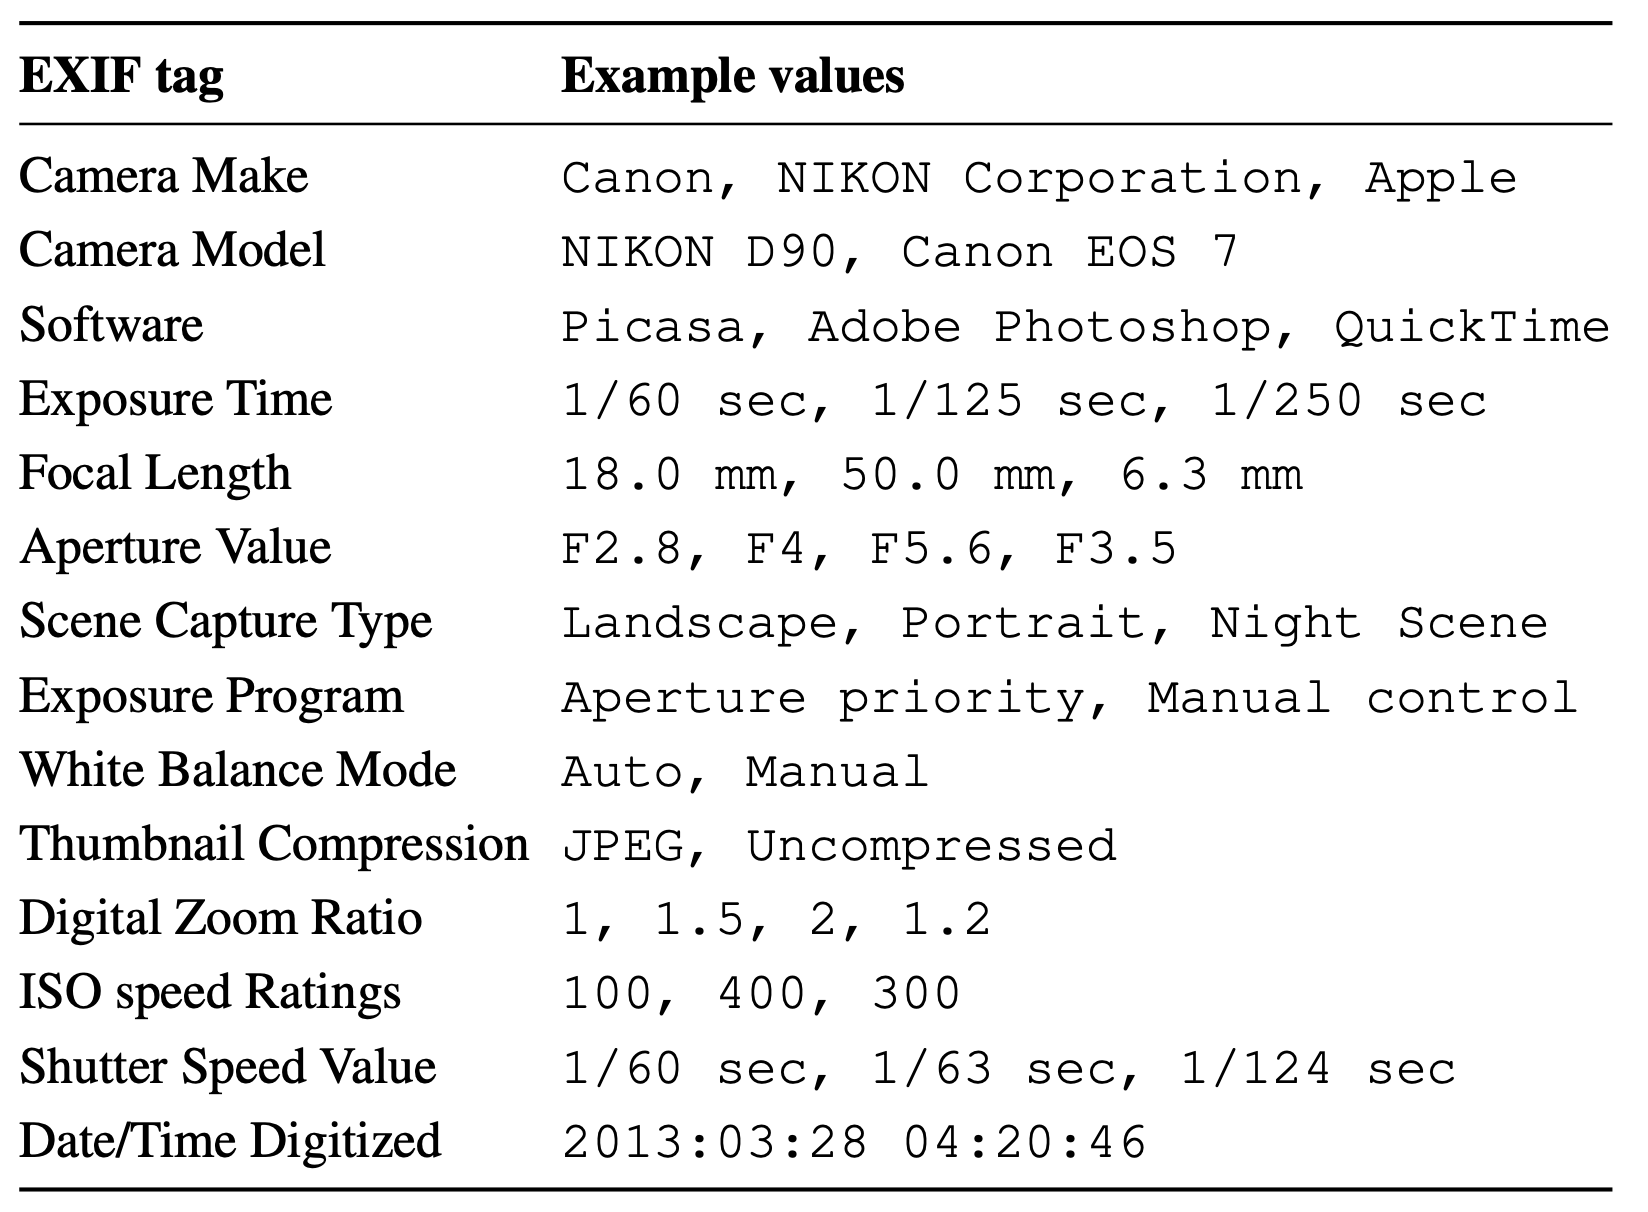 EXIF tag Example values
Camera Make Canon, NIKON Corporation, Apple
Camera Model NIKON D90, Canon EOS 7
Software Picasa, Adobe Photoshop, QuickTime
Exposure Time 1/60 sec, 1/125 sec, 1/250 sec
Focal Length 18.0 mm, 50.0 mm, 6.3 mm
Aperture Value F2.8, F4, F5.6, F3.5
Scene Capture Type Landscape, Portrait, Night Scene
Exposure Program Aperture priority, Manual control
White Balance Mode Auto, Manual
Thumbnail Compression JPEG, Uncompressed
Digital Zoom Ratio 1, 1.5, 2, 1.2
ISO speed Ratings 100, 400, 300
Shutter Speed Value 1/60 sec, 1/63 sec, 1/124 sec
Date/Time Digitized 2013:03:28 04:20:46